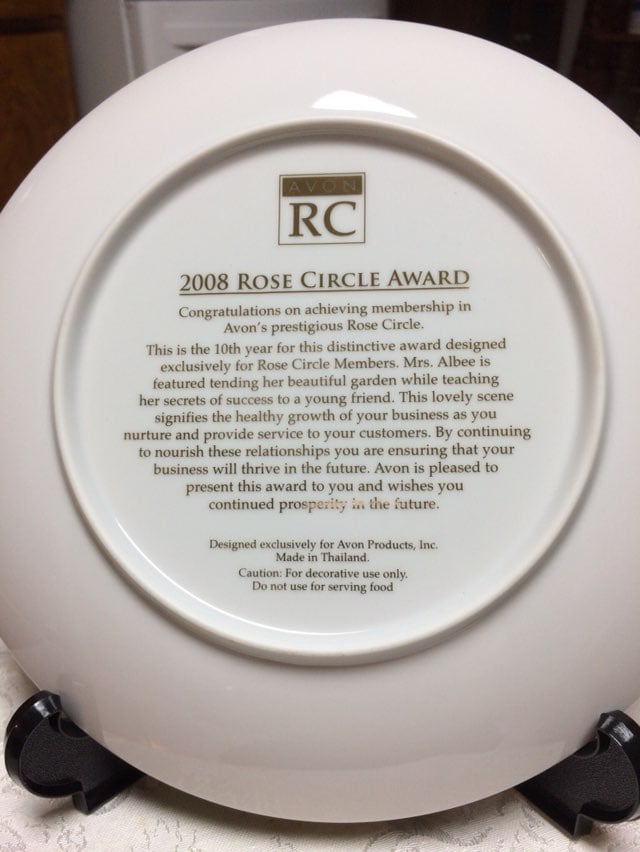 AVON
RC
2008 ROSE CIRCLE AWARD
Congratulations on achieving membership in
Avon's prestigious Rose Circle.
This is the 10th year for this distinctive award designed
exclusively for Rose Circle Members. Mrs. Albee is
featured tending her beautiful garden while teaching
her secrets of success to a young friend. This lovely scene
signifies the healthy growth of your business as you
nurture and provide service to your customers. By continuing
to nourish these relationships you are ensuring that your
business will thrive in the future. Avon is pleased to
present this award to you and wishes you
continued prosperity in the future.
Designed exclusively for Avon Products, Inc.
Made in Thailand.
Caution: For decorative use only.
Do not use for serving food